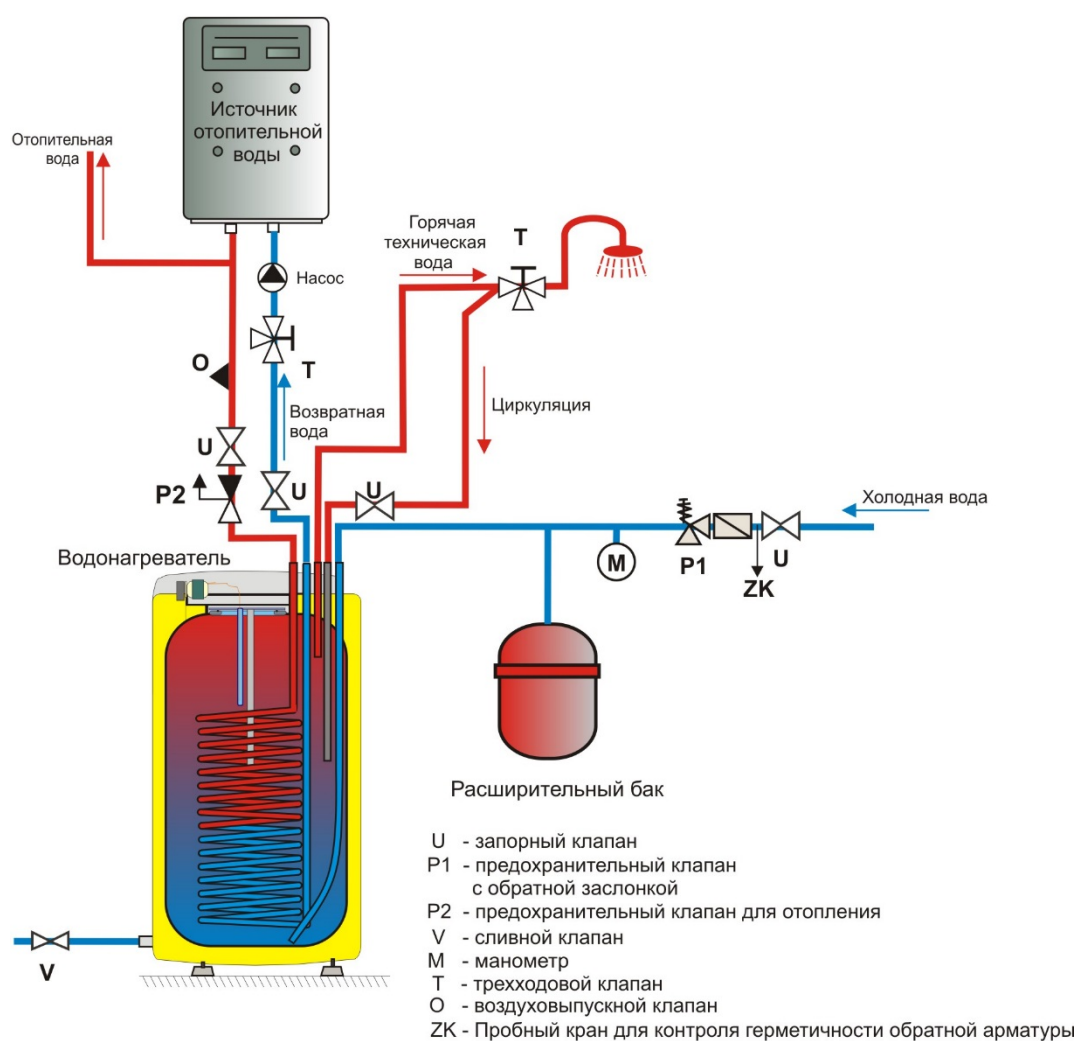 Источник
отопительной
воды
Отопительная
вода
Горячая
техническая
вода
T
Насос
O
T
Возвратная
вода
Циркуляция
U
P2
U
U
Холодная вода
Водонагреватель
M
P1
U
ZK
Расширительный бак
U - запорный клапан
P1 - предохранительный клапан
с обратной заслонкой
P2 - предохранительный клапан для отопления
V - сливной клапан
M - манометр
T - трехходовой клапан
O - воздуховыпускной клапан
ZK - Пробный кран для контроля герметичности обратной арматуры
V